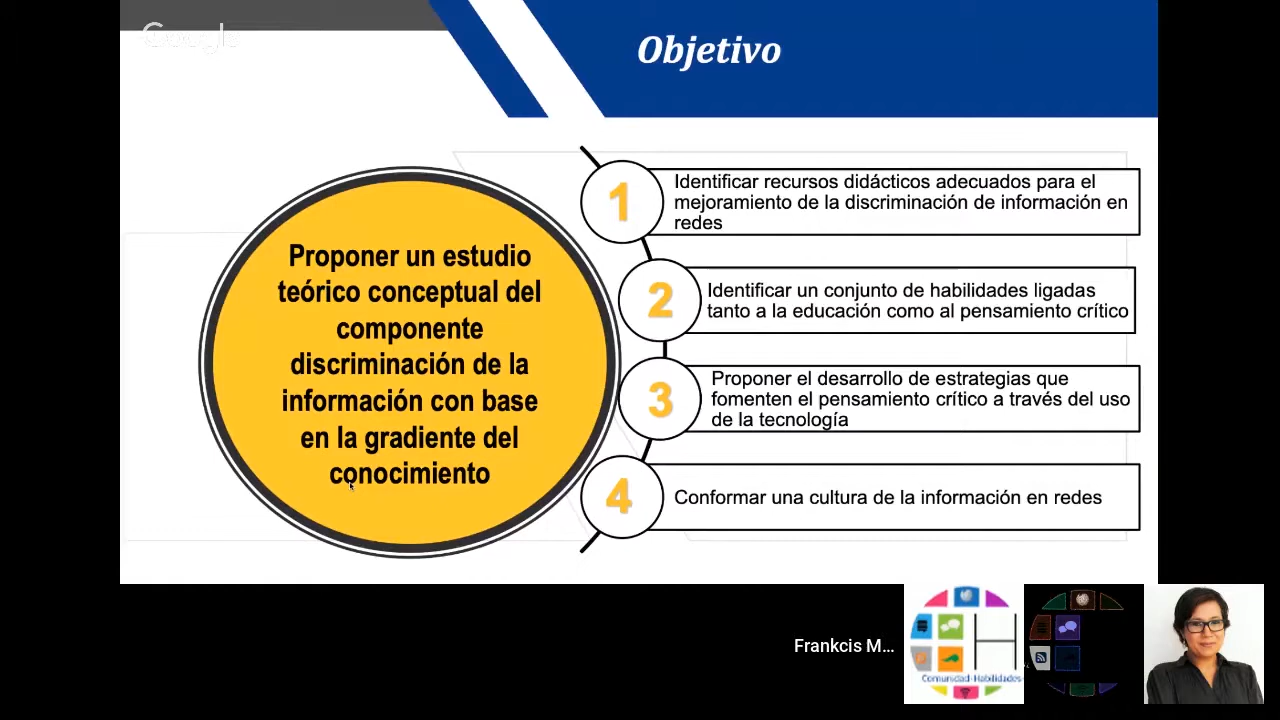 Google
Objetivo
Proponer un estudio
teórico conceptual del
componente
discriminación de la
información con base
en la gradiente del
conocimiento
1
Identificar recursos didácticos adecuados para el
mejoramiento de la discriminación de información en
redes
2
Identificar un conjunto de habilidades ligadas
tanto a la educación como al pensamiento crítico
3
Proponer el desarrollo de estrategias que
fomenten el pensamiento crítico a través del uso
de la tecnología
4
Conformar una cultura de la información en redes
Frankcis M...
H
Comunidad-Habilidades-